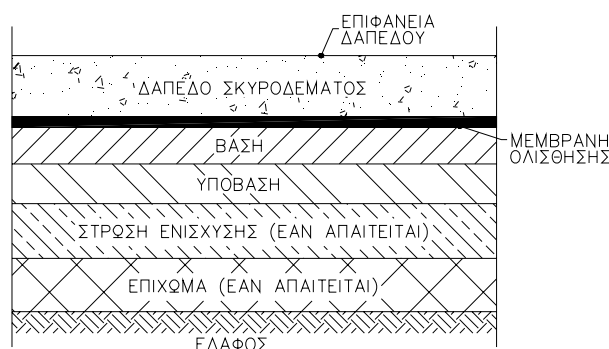 ΕΠΙΦΑΝΕΙΑ
ΔΑΠΕΔΟΥ
ΔΑΠΕΔΟ ΣΚΥΡΟΔΕΜΑΤΟΣ
ΜΕΜΒΡΑΝΗ
ΟΛΙΣΘΗΣΗΣ
ΒΑΣΗ
ΥΠΟΒΑΣΗ
ΣΤΡΩΣΗ ΕΝΙΣΧΥΣΗΣ (ΕΑΝ ΑΠΑΙΤΕΙΤΑΙ)
ΕΠΙΧΩΜΑ (ΕΑΝ ΑΠΑΙΤΕΙΤΑΙ)
ΕΔΑΦΟΣ